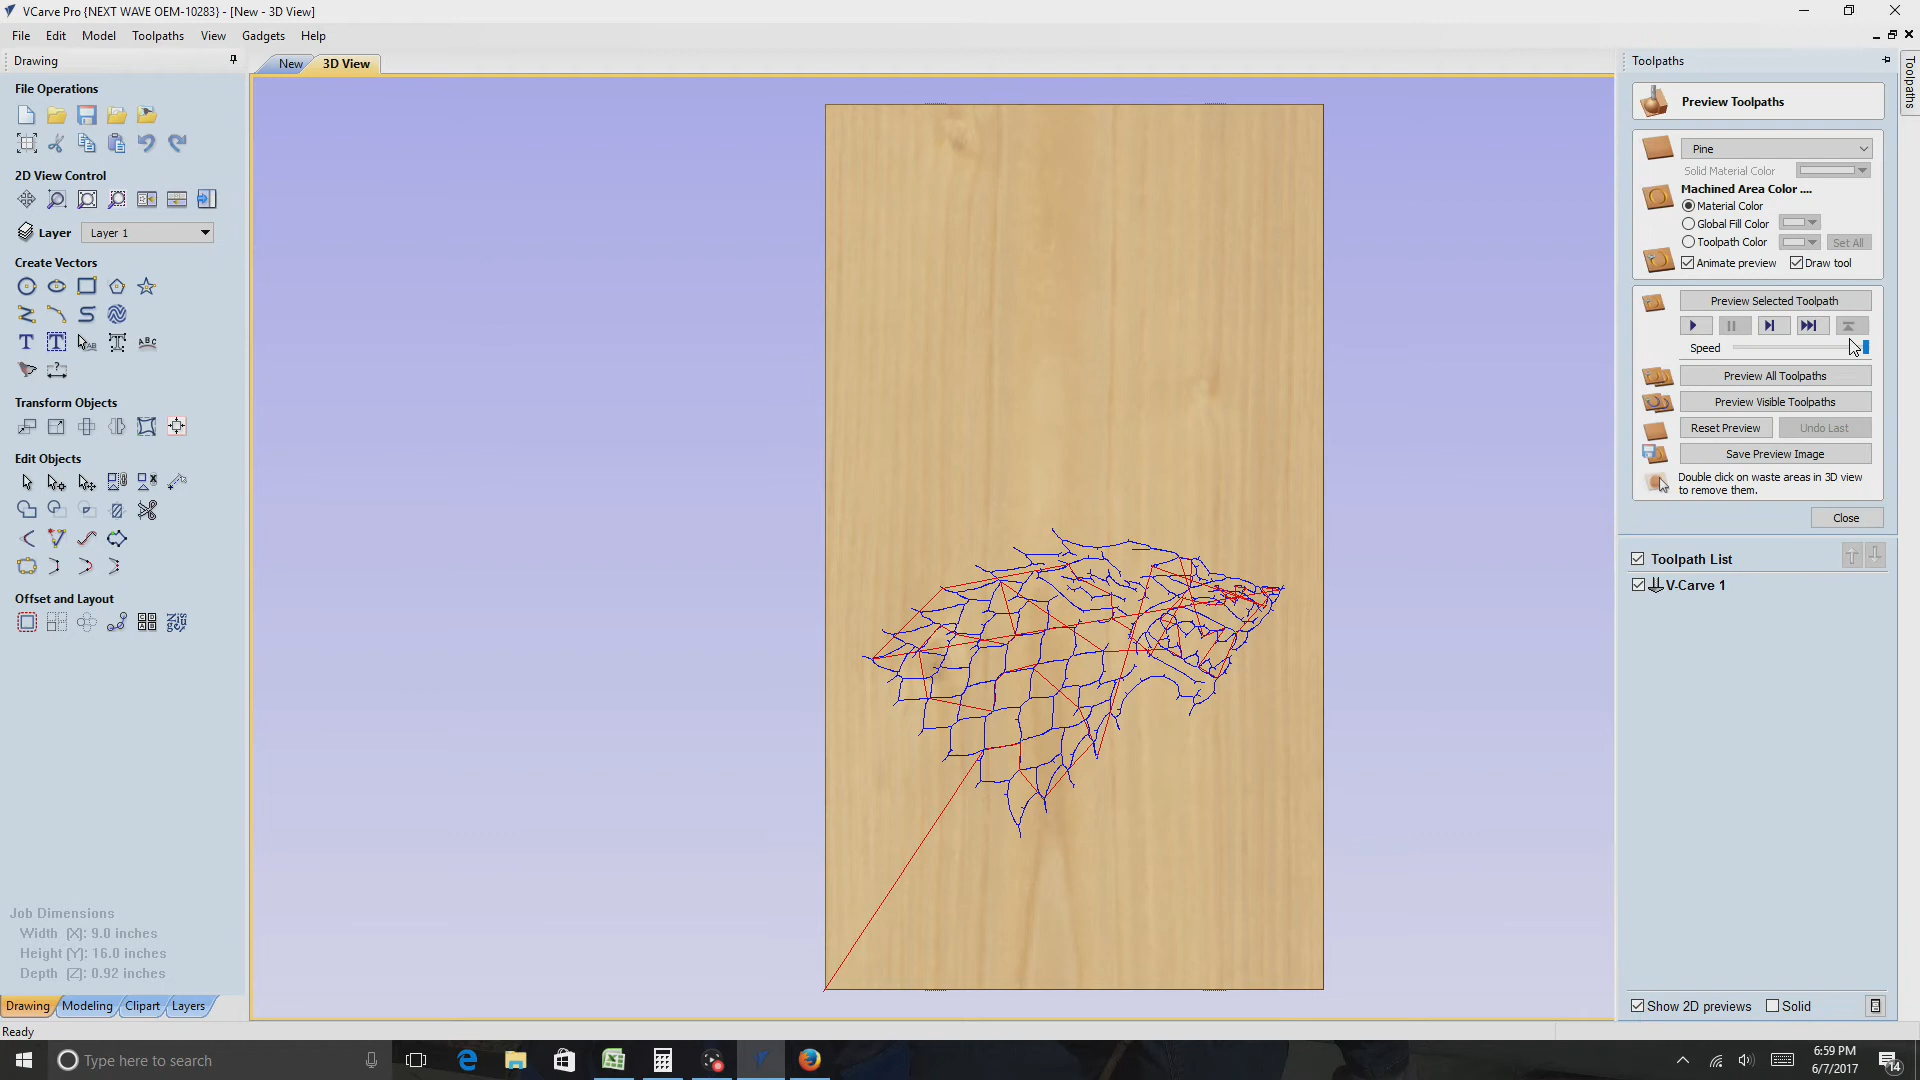 VCarve Pro {NEXT WAVE OEM-10283} - [New - 3D View]
File Edit Model Toolpaths View Gadgets Help
Drawing
File Operations
2D View Control
Layer Layer 1
Create Vectors
Transform Objects
Edit Objects
Offset and Layout
Job Dimensions
Width (X): 9.0 inches
Height (Y): 16.0 inches
Depth (Z): 0.92 inches
Drawing Modeling Clipart Layers
Ready
New 3D View
Toolpaths
Preview Toolpaths
Pine
Solid Material Color
Machined Area Color ....
Material Color
Global Fill Color
Toolpath Color Set All
Animate preview Draw tool
Preview Selected Toolpath
Speed
Preview All Toolpaths
Preview Visible Toolpaths
Reset Preview Undo Last
Save Preview Image
Double click on waste areas in 3D view
to remove them.
Close
Toolpath List
V-Carve 1
Show 2D previews Solid
Toolpaths
Type here to search
6:59 PM
6/7/2017
14